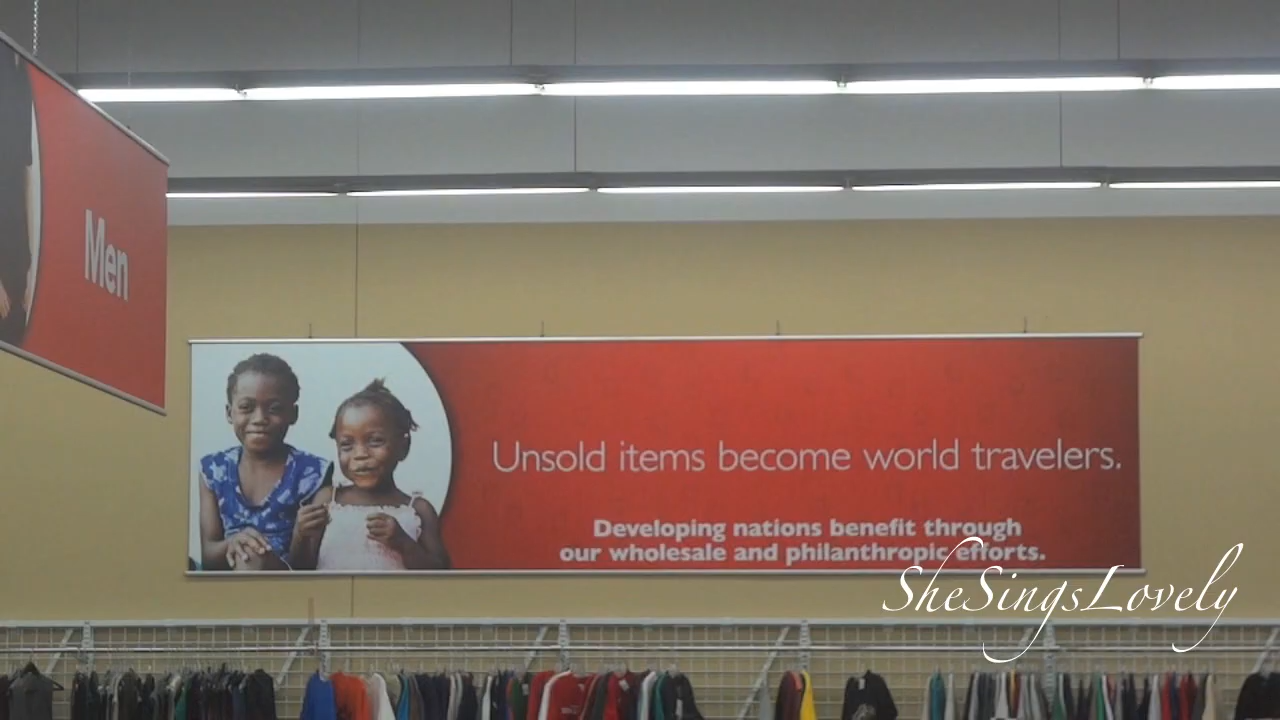 Men
Unsold items become world travelers.
Developing nations benefit through
our wholesale and philanthropic efforts.
SheSingsLovely